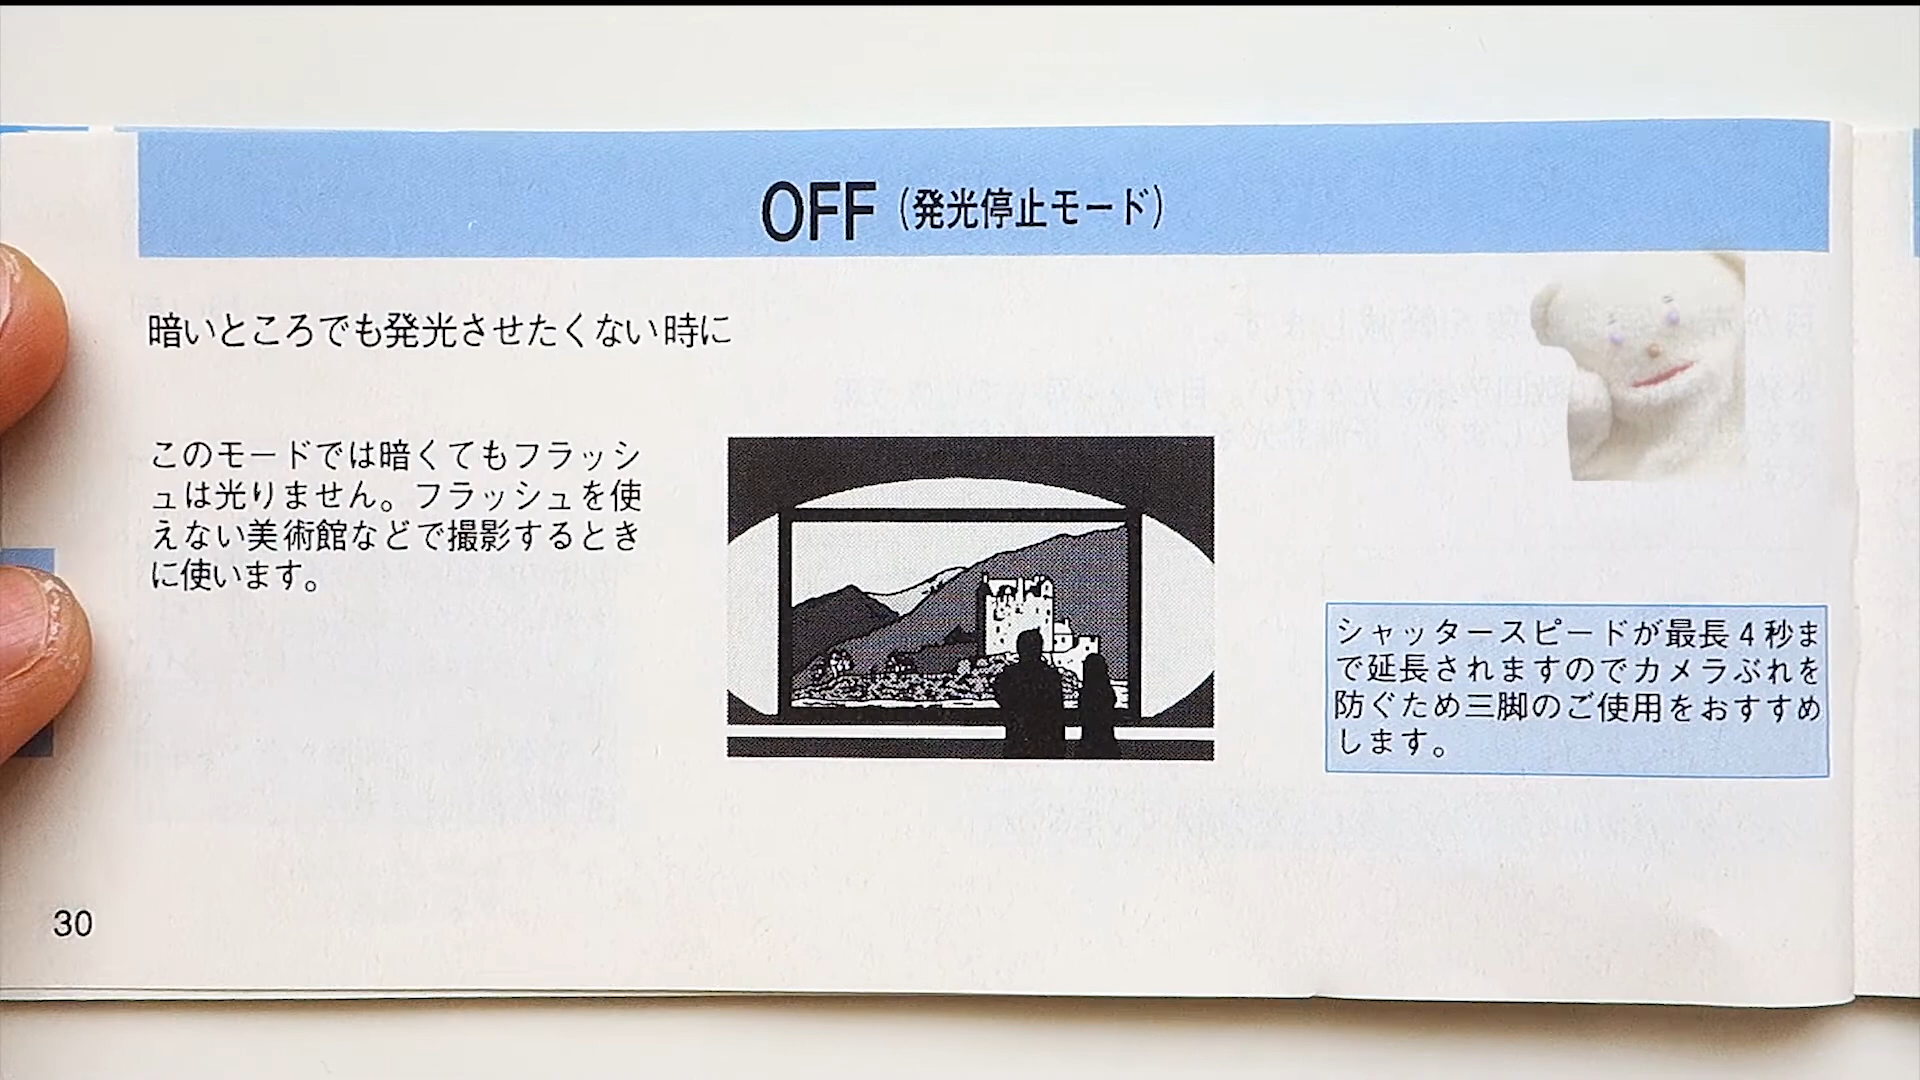 OFF（発光停止モード）
暗いところでも発光させたくない時に
このモードでは暗くてもフラッシ
ュは光りません。フラッシュを使
えない美術館などで撮影するとき
に使います。
シャッタースピードが最長4秒ま
で延長されますのでカメラぶれを
防ぐため三脚のご使用をおすすめ
します。
30